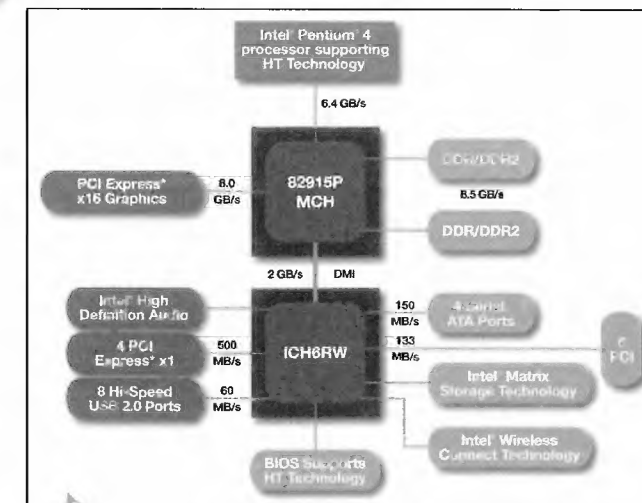 Intel® Pentium® 4
processor supporting
HT Technology
6.4 GB/s
82915P
MCH
PCI Express*
x16 Graphics
8.0
GB/s
DDR/DDR2
8.5 GB/s
DDR/DDR2
2 GB/s
DMI
Intel® High
Definition Audio
4 PCI
Express* x1
500
MB/s
8 Hi-Speed
USB 2.0 Ports
60
MB/s
ICH6RW
150
MB/s
4 Serial
ATA Ports
133
MB/s
6
PCI
Intel® Matrix
Storage Technology
Intel® Wireless
Connect Technology
BIOS Supports
HT Technology